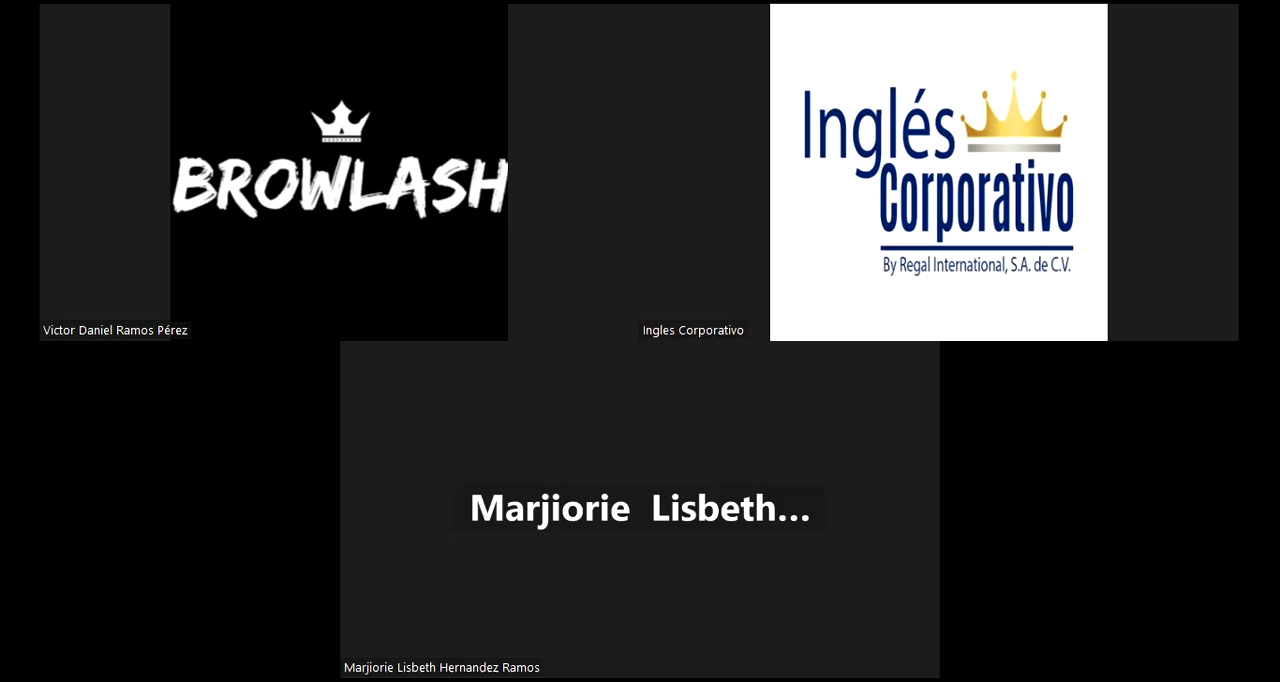 BROWLASH
Victor Daniel Ramos Pérez
Inglés
Corporativo
By Regal International, S.A. de C.V.
Ingles Corporativo
Marjiorie Lisbeth...
Marjiorie Lisbeth Hernandez Ramos